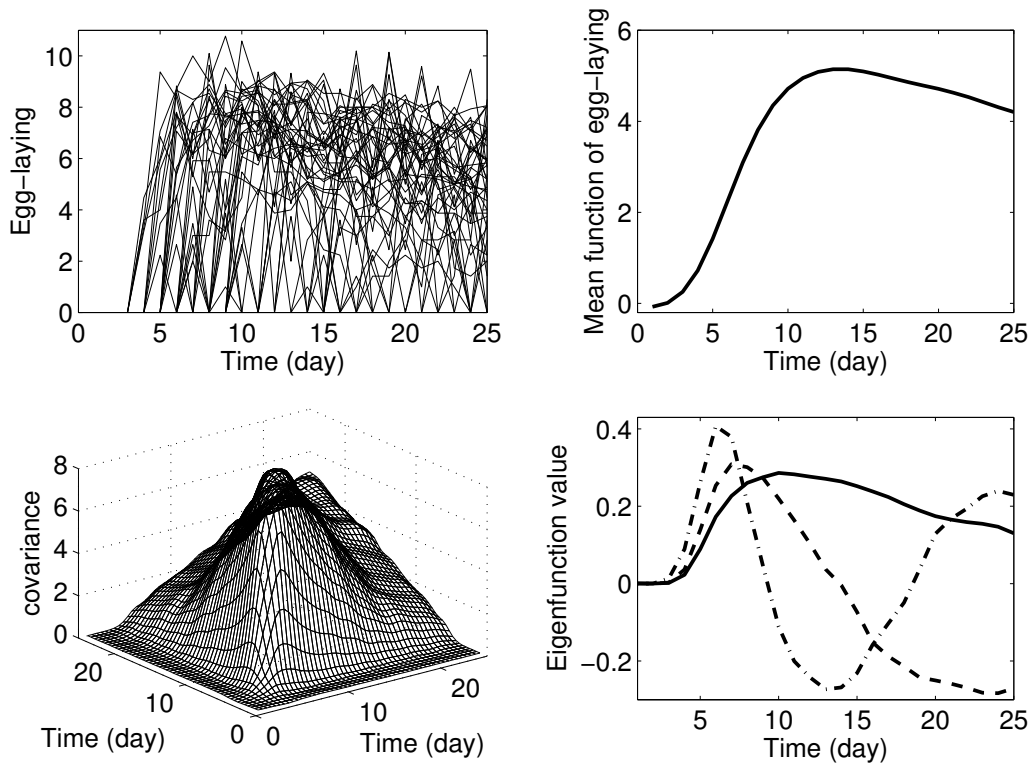 Egg−laying
10
8
6
4
2
0
0 5 10 15 20 25
Time (day)
Mean function of egg−laying
6
4
2
0
0 5 10 15 20 25
Time (day)
covariance
8
6
4
2
0
20
10
0
Time (day)
0
10
20
Time (day)
Eigenfunction value
0.4
0.2
0
−0.2
5 10 15 20 25
Time (day)